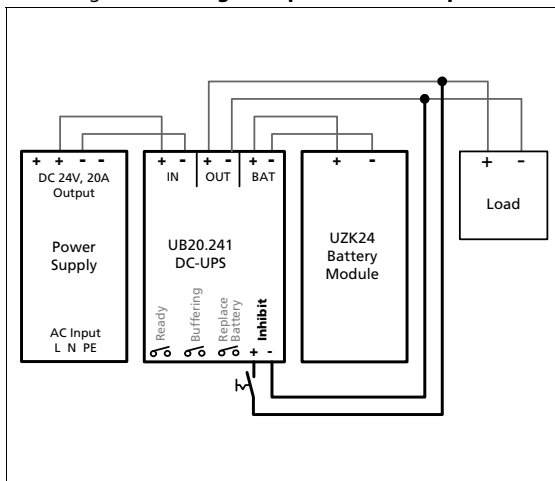 + + - -
DC 24V, 20A
Output
Power
Supply
AC Input
L N PE
+ - + - + -
IN OUT BAT
UB20.241
DC-UPS
Ready
Buffering
Replace
Battery
Inhibit
+ -
+ -
UZK24
Battery
Module
+ -
Load